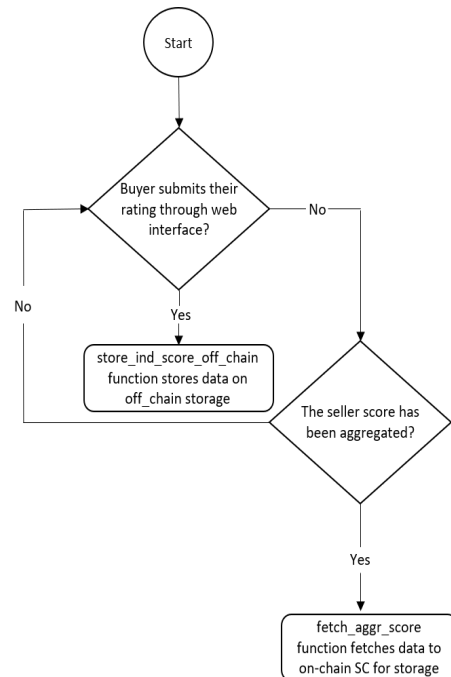 Start
Buyer submits their
rating through web
interface?
No
No
Yes
store_ind_score_off_chain
function stores data on
off_chain storage
The seller score has
been aggregated?
Yes
fetch_aggr_score
function fetches data to
on-chain SC for storage